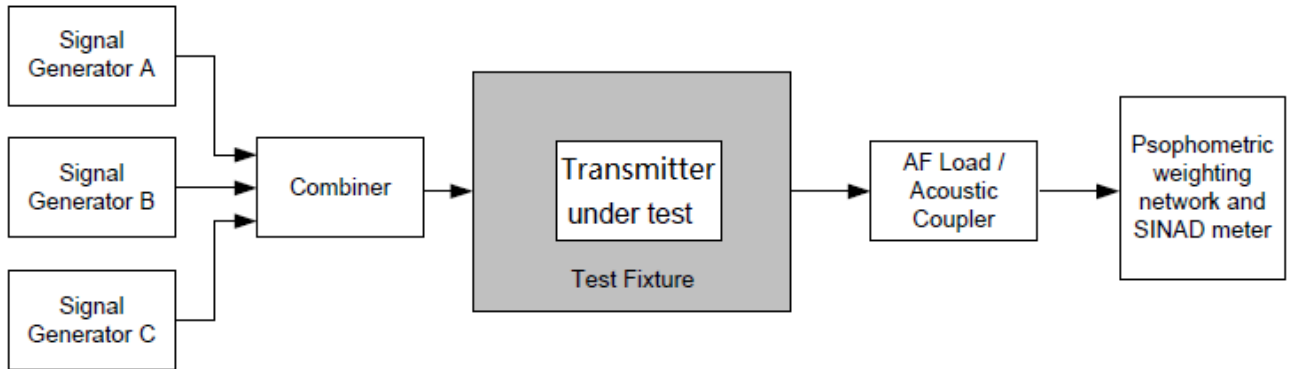 Signal
Generator A
Signal
Generator B
Signal
Generator C
Combiner
Transmitter
under test
Test Fixture
AF Load /
Acoustic
Coupler
Psophometric
weighting
network and
SINAD meter